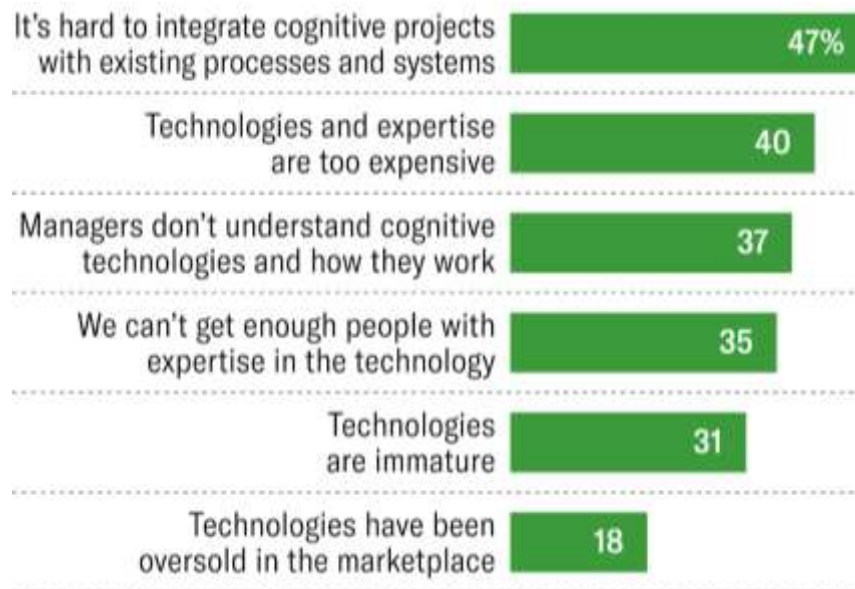 It's hard to integrate cognitive projects
with existing processes and systems
47%
Technologies and expertise
are too expensive
40
Managers don't understand cognitive
technologies and how they work
37
We can't get enough people with
expertise in the technology
35
Technologies
are immature
31
Technologies have been
oversold in the marketplace
18